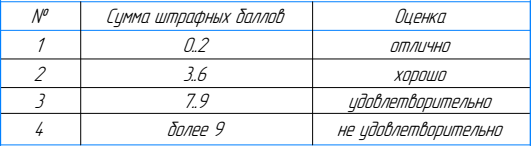 № Сумма штрафных баллов Оценка
1 0..2 отлично
2 3..6 хорошо
3 7..9 удовлетворительно
4 более 9 не удовлетворительно